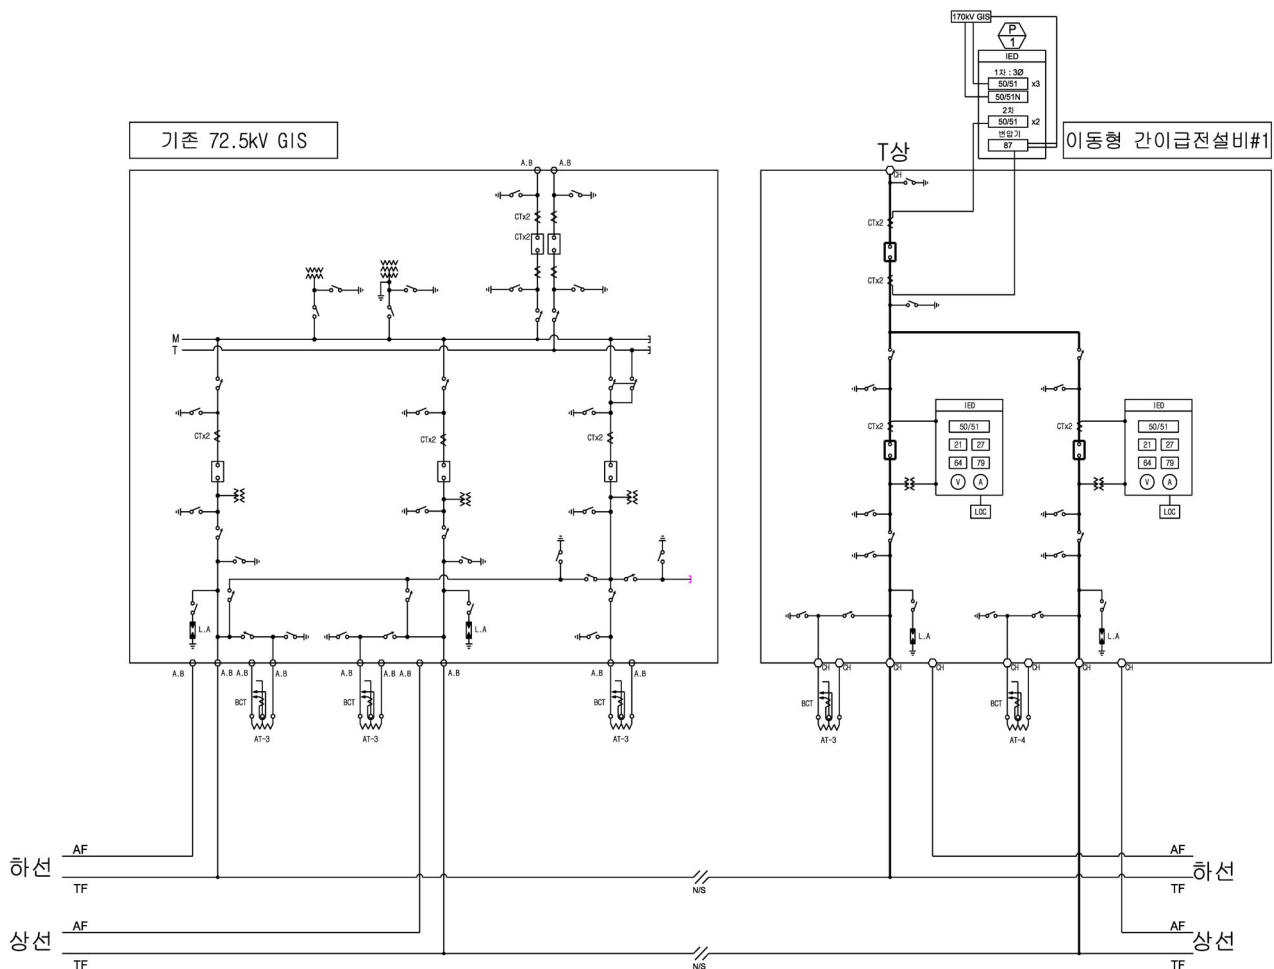 170kV GIS
P
1
IED
1차 : 3Ø
50/51 x3
50/51N
2차
50/51 x2
변압기
87
기존 72.5kV GIS
이동형 간이급전설비#1
T상
A.B A.B
CH
CTx2
CTx2
CTx2
CTx2
M
T
CTx2
CTx2
CTx2
CTx2
CTx2
IED
50/51
21 27
64 79
V A
LOC
IED
50/51
21 27
64 79
V A
LOC
L.A
L.A
L.A
L.A
A.B A.B A.B A.B A.B A.B A.B A.B A.B A.B
CH CH CH CH CH CH CH CH
BCT
AT-3
BCT
AT-3
BCT
AT-3
BCT
AT-3
BCT
AT-4
하선
AF
TF
N/S
AF
하선
TF
상선
AF
TF
N/S
AF
상선
TF